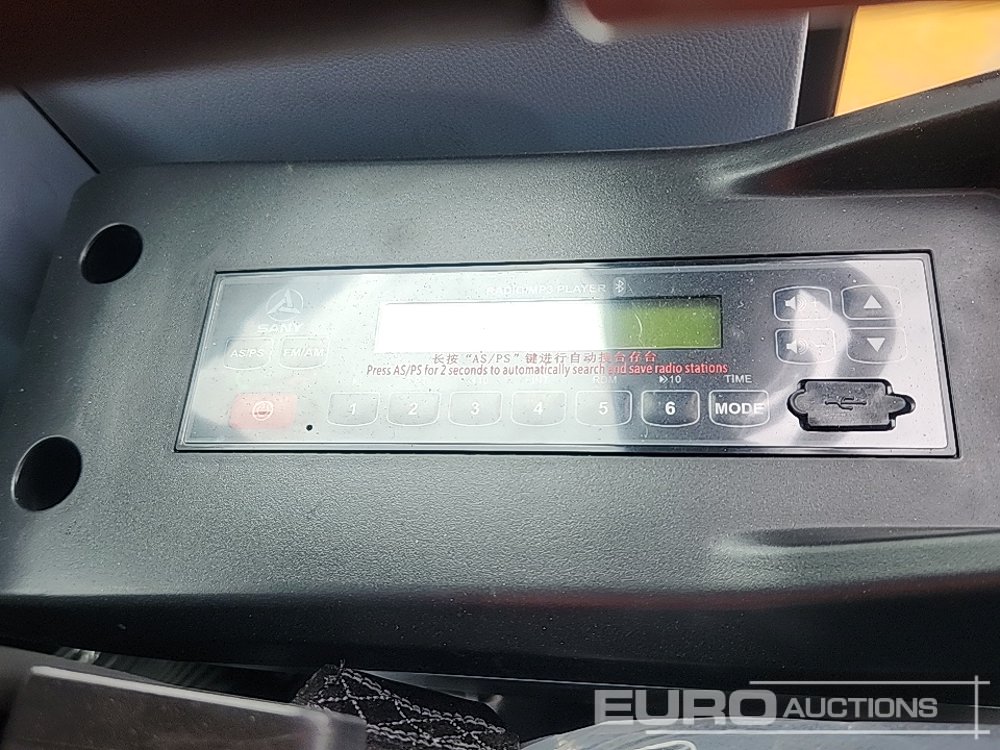 RADIO/MP3 PLAYER
SANY
AS/PS FM/AM
长按“AS/PS”键进行自动搜台存台
Press AS/PS for 2 seconds to automatically search and save radio stations
RDM 10 TIME
1 2 3 4 5 6 MODE
EURO AUCTIONS